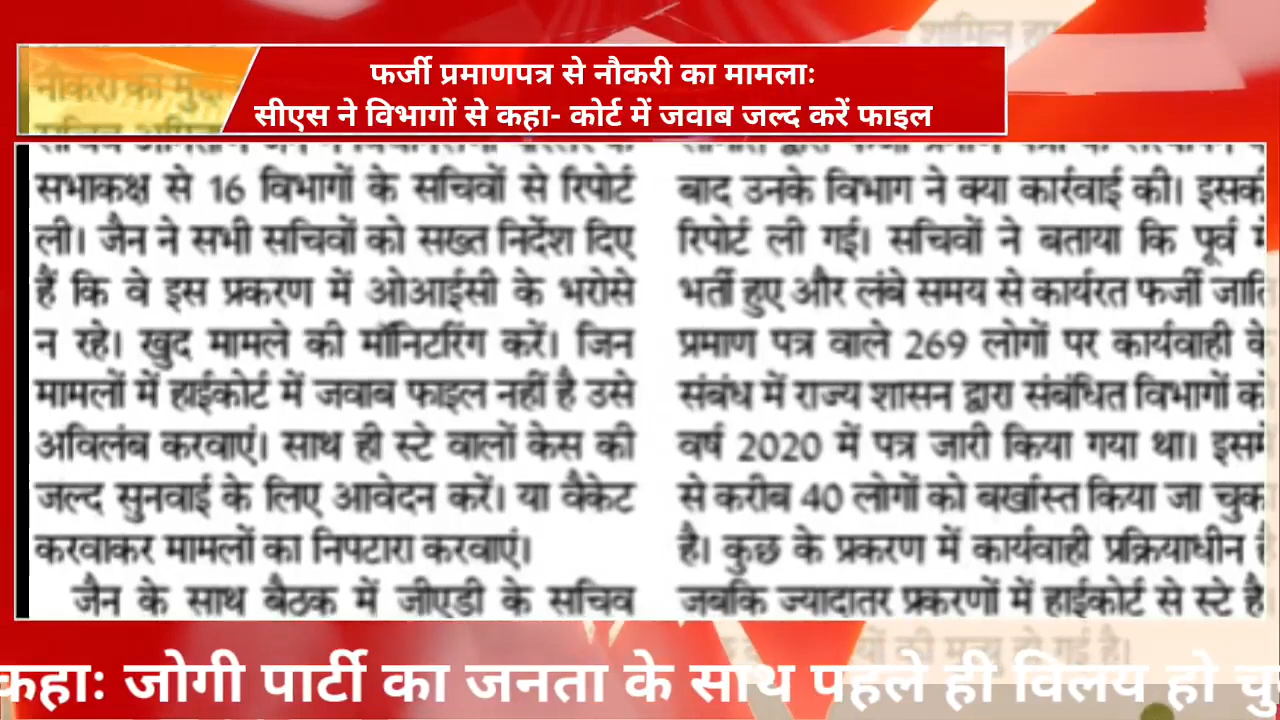 फर्जी प्रमाणपत्र से नौकरी का मामलाः
सीएस ने विभागों से कहा- कोर्ट में जवाब जल्द करें फाइल
सभाकक्ष से 16 विभागों के सचिवों से रिपोर्ट
ली। जैन ने सभी सचिवों को सख्त निर्देश दिए
हैं कि वे इस प्रकरण में ओआईसी के भरोसे
न रहे। खुद मामले की मॉनिटरिंग करें। जिन
मामलों में हाईकोर्ट में जवाब फाइल नहीं है उसे
अविलंब करवाएं। साथ ही स्टे वालों केस की
जल्द सुनवाई के लिए आवेदन करें। या वैकेट
करवाकर मामलों का निपटारा करवाएं।
जैन के साथ बैठक में जीएडी के सचिव
बाद उनके विभाग ने क्या कार्रवाई की। इसकी
रिपोर्ट ली गई। सचिवों ने बताया कि पूर्व में
भर्ती हुए और लंबे समय से कार्यरत फर्जी जाति
प्रमाण पत्र वाले 269 लोगों पर कार्यवाही के
संबंध में राज्य शासन द्वारा संबंधित विभागों को
वर्ष 2020 में पत्र जारी किया गया था। इसमें
से करीब 40 लोगों को बर्खास्त किया जा चुका
है। कुछ के प्रकरण में कार्यवाही प्रक्रियाधीन है
जबकि ज्यादातर प्रकरणों में हाईकोर्ट से स्टे है
कहाः जोगी पार्टी का जनता के साथ पहले ही विलय हो